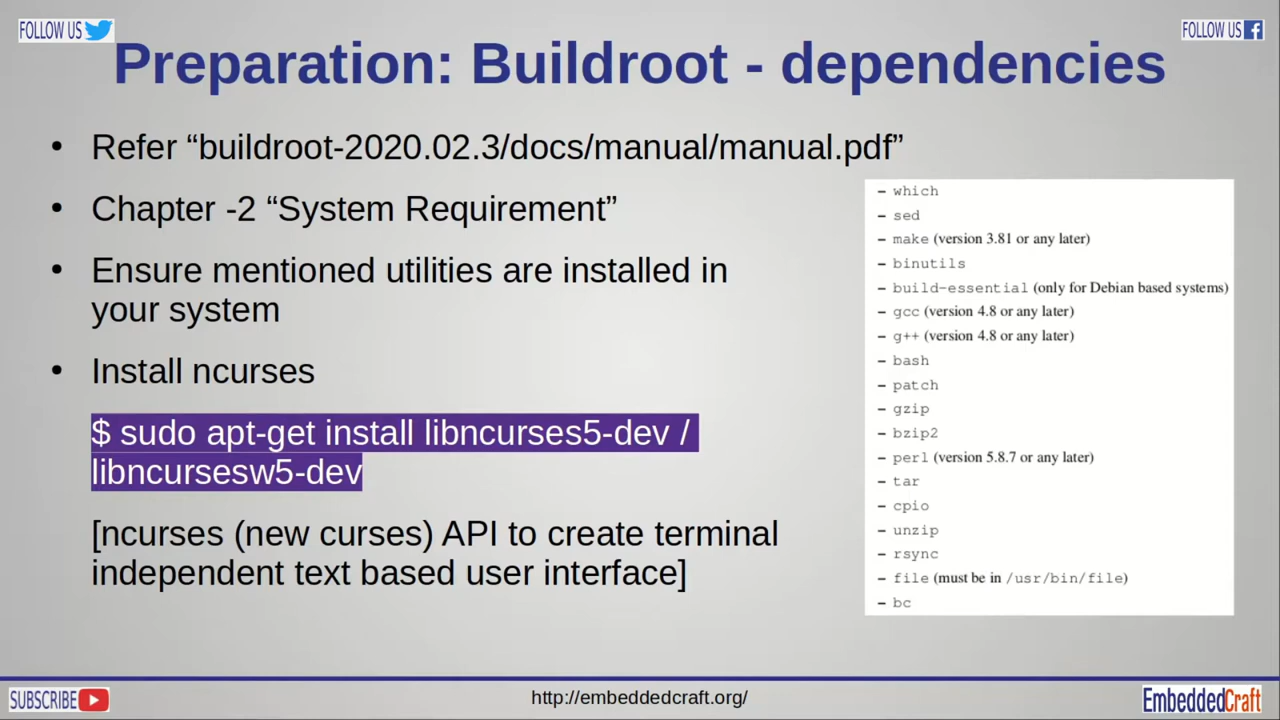 FOLLOW US
FOLLOW US
Preparation: Buildroot - dependencies
• Refer “buildroot-2020.02.3/docs/manual/manual.pdf”
• Chapter -2 “System Requirement”
• Ensure mentioned utilities are installed in
your system
• Install ncurses
$ sudo apt-get install libncurses5-dev /
libncursesw5-dev
[ncurses (new curses) API to create terminal
independent text based user interface]
– which
– sed
– make (version 3.81 or any later)
– binutils
– build-essential (only for Debian based systems)
– gcc (version 4.8 or any later)
– g++ (version 4.8 or any later)
– bash
– patch
– gzip
– bzip2
– perl (version 5.8.7 or any later)
– tar
– cpio
– unzip
– rsync
– file (must be in /usr/bin/file)
– bc
SUBSCRIBE
http://embeddedcraft.org/
EmbeddedCraft